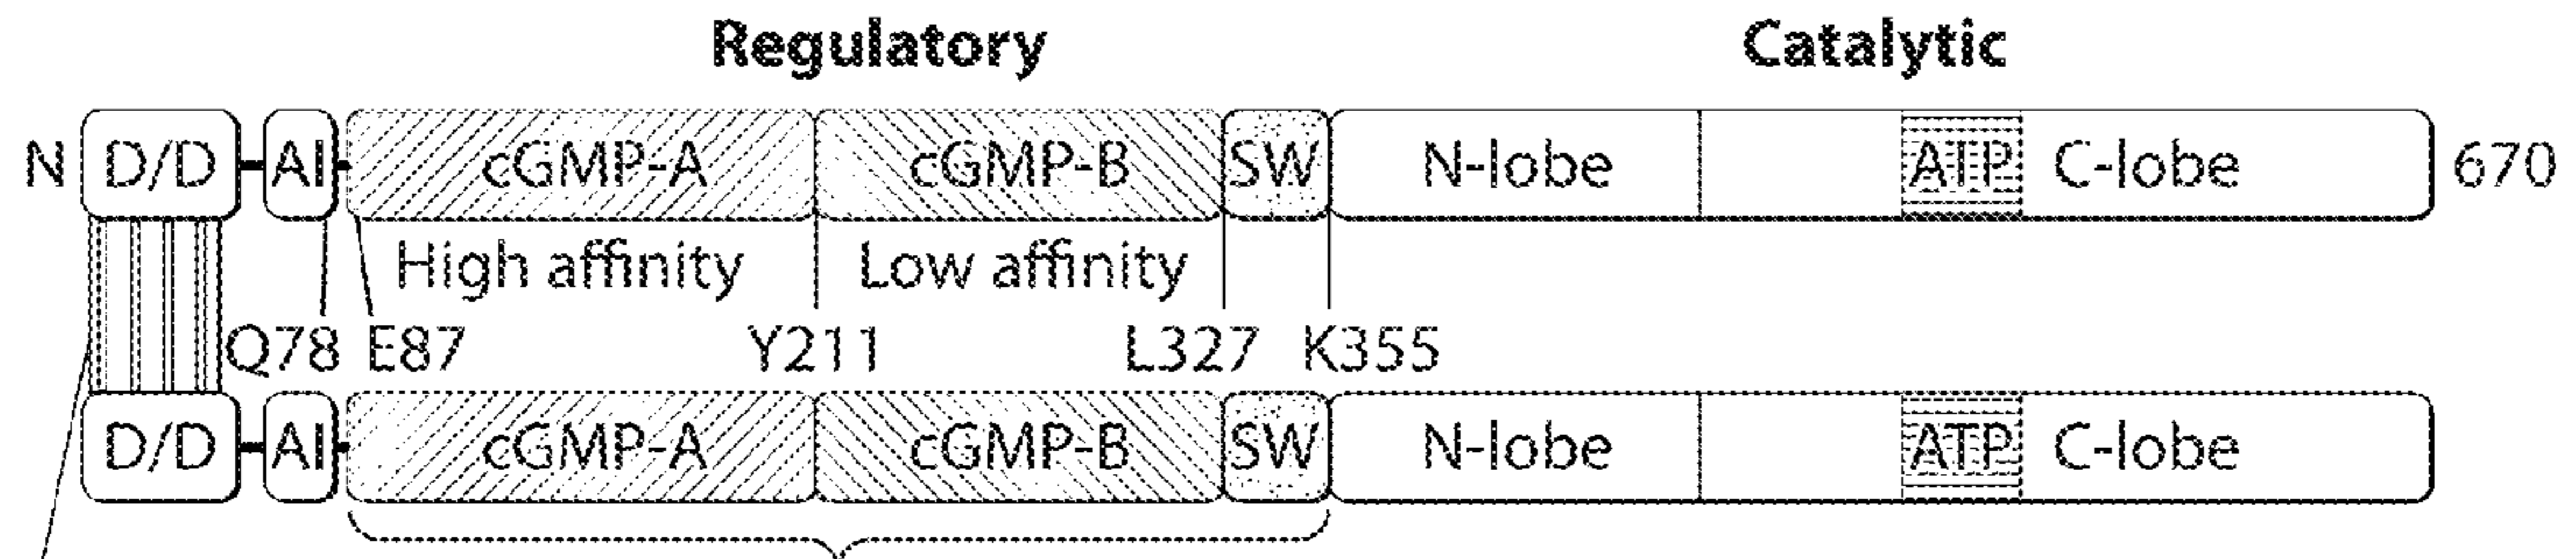 Regulatory Catalytic
N D/D AI cGMP-A cGMP-B SW N-lobe ATP C-lobe 670
High affinity Low affinity
Q78 E87 Y211 L327 K355
D/D AI cGMP-A cGMP-B SW N-lobe ATP C-lobe